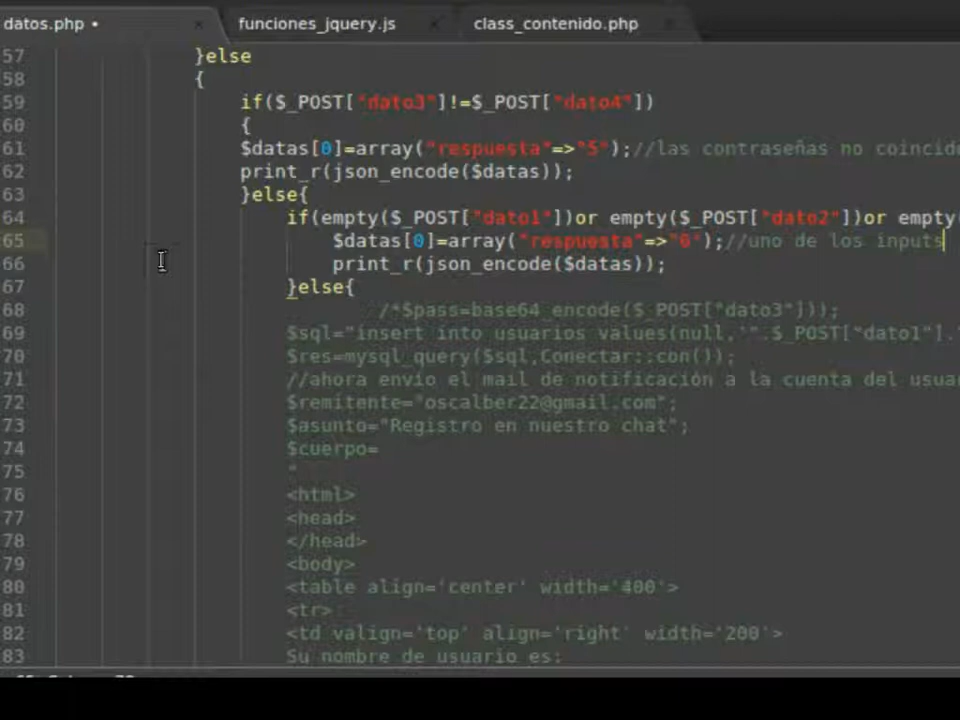 datos.php • × funciones_jquery.js × class_contenido.php ×
57 }else
58 {
59 if($_POST["dato3"]!=$_POST["dato4"])
60 {
61 $datas[0]=array("respuesta"=>"5");//las contraseñas no coincid
62 print_r(json_encode($datas));
63 }else{
64 if(empty($_POST["dato1"])or empty($_POST["dato2"])or empty(
65 $datas[0]=array("respuesta"=>"6");//uno de los inputs
66 print_r(json_encode($datas));
67 }else{
68 /*$pass=base64_encode($_POST["dato3"]));
69 $sql="insert into usuarios values(null,'".$_POST["dato1"]."
70 $res=mysql_query($sql,Conectar::con());
71 //ahora envio el mail de notificación a la cuenta del usuar
72 $remitente="oscalber22@gmail.com";
73 $asunto="Registro en nuestro chat";
74 $cuerpo=
75 "
76 <html>
77 <head>
78 </head>
79 <body>
80 <table align='center' width='400'>
81 <tr>
82 <td valign='top' align='right' width='200'>
83 Su nombre de usuario es: